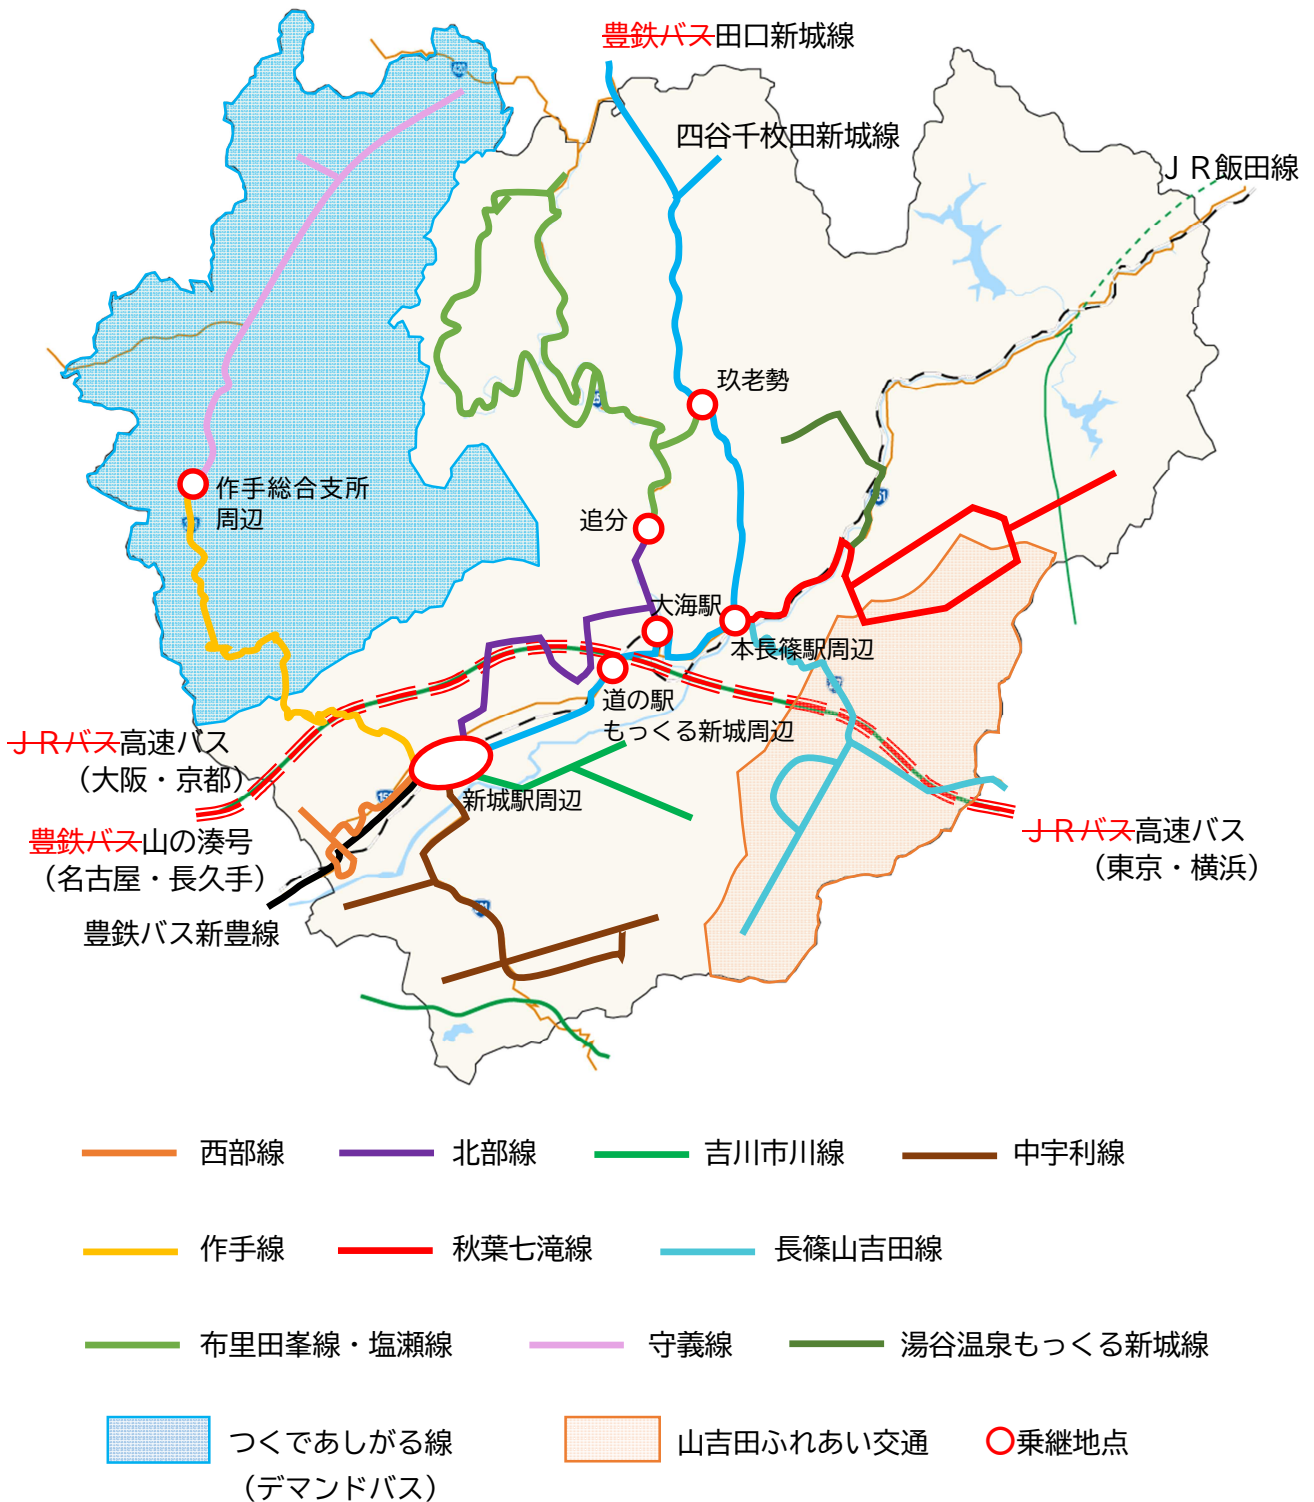 豊鉄バス田口新城線
四谷千枚田新城線
ＪＲ飯田線
玖老勢
作手総合支所
周辺
追分
大海駅
本長篠駅周辺
道の駅
もっくる新城周辺
ＪＲバス高速バス
（大阪・京都）
新城駅周辺
豊鉄バス山の湊号
（名古屋・長久手）
ＪＲバス高速バス
（東京・横浜）
豊鉄バス新豊線
151
西部線
北部線
吉川市川線
中宇利線
作手線
秋葉七滝線
長篠山吉田線
布里田峯線・塩瀬線
守義線
湯谷温泉もっくる新城線
つくであしがる線
（デマンドバス）
山吉田ふれあい交通
乗継地点